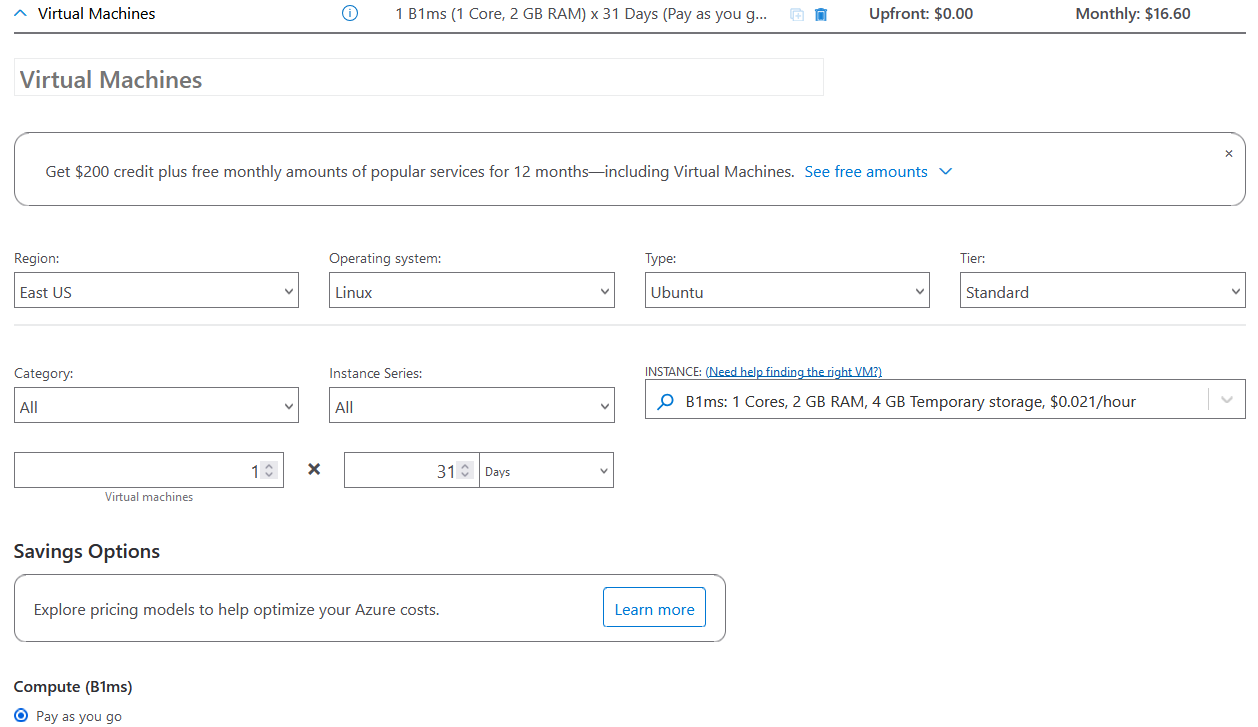 Virtual Machines 1 B1ms (1 Core, 2 GB RAM) x 31 Days (Pay as you g... Upfront: $0.00 Monthly: $16.60
Virtual Machines
Get $200 credit plus free monthly amounts of popular services for 12 months—including Virtual Machines. See free amounts
Region: Operating system: Type: Tier:
East US Linux Ubuntu Standard
Category: Instance Series: INSTANCE: (Need help finding the right VM?)
All All B1ms: 1 Cores, 2 GB RAM, 4 GB Temporary storage, $0.021/hour
1 × 31 Days
Virtual machines
Savings Options
Explore pricing models to help optimize your Azure costs. Learn more
Compute (B1ms)
Pay as you go